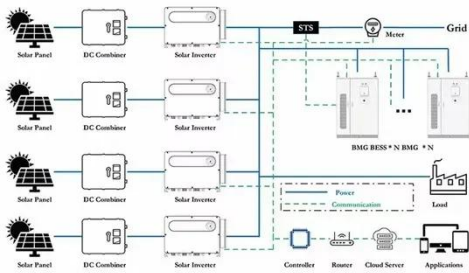 STS
Meter
Grid
Solar Panel
DC Combiner
Solar Inverter
Solar Panel
DC Combiner
Solar Inverter
BMG BESS * N BMG * N
Solar Panel
DC Combiner
Solar Inverter
Power
Communication
Load
Solar Panel
DC Combiner
Solar Inverter
Controller
Router
Cloud Server
Applications